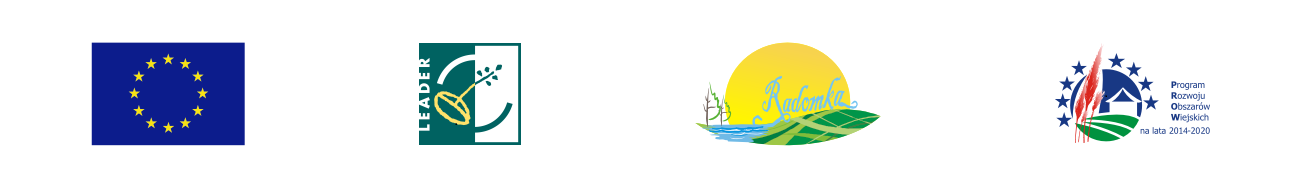 LEADER
Radomka
Program
Rozwoju
Obszarów
Wiejskich
na lata 2014-2020